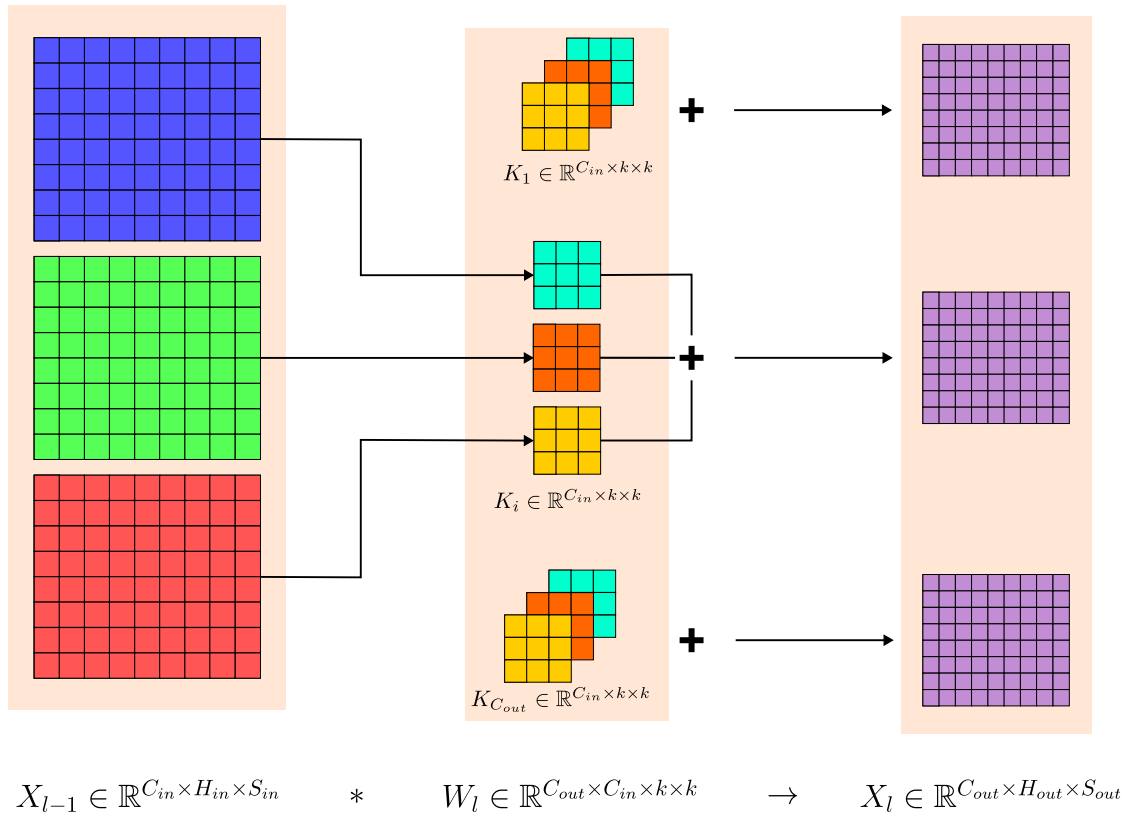 K₁ ∈ ℝ^{C_{in}×k×k}
K_i ∈ ℝ^{C_{in}×k×k}
K_{C_{out}} ∈ ℝ^{C_{in}×k×k}
X_{l−1} ∈ ℝ^{C_{in}×H_{in}×S_{in}} * W_l ∈ ℝ^{C_{out}×C_{in}×k×k} → X_l ∈ ℝ^{C_{out}×H_{out}×S_{out}}